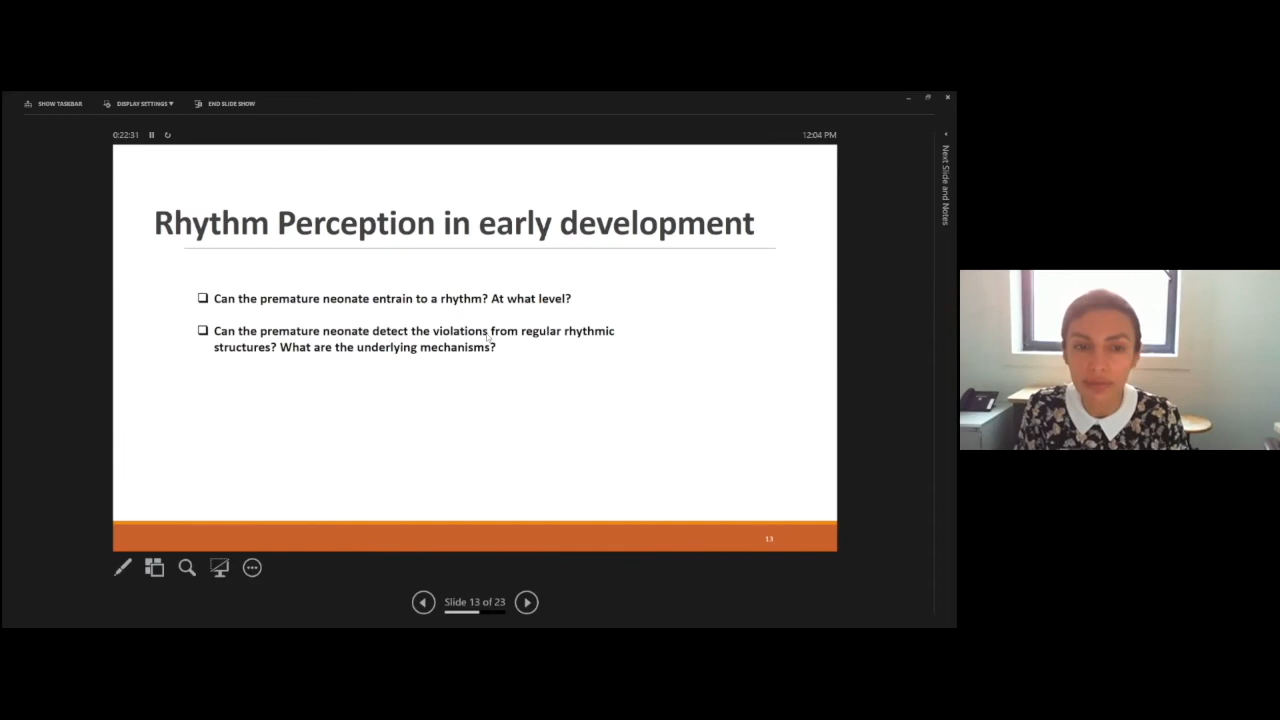 SHOW TASKBAR DISPLAY SETTINGS ▼ END SLIDE SHOW
0:22:31 12:04 PM
Next Slide and Notes
Rhythm Perception in early development
❑ Can the premature neonate entrain to a rhythm? At what level?
❑ Can the premature neonate detect the violations from regular rhythmic
structures? What are the underlying mechanisms?
13
Slide 13 of 23